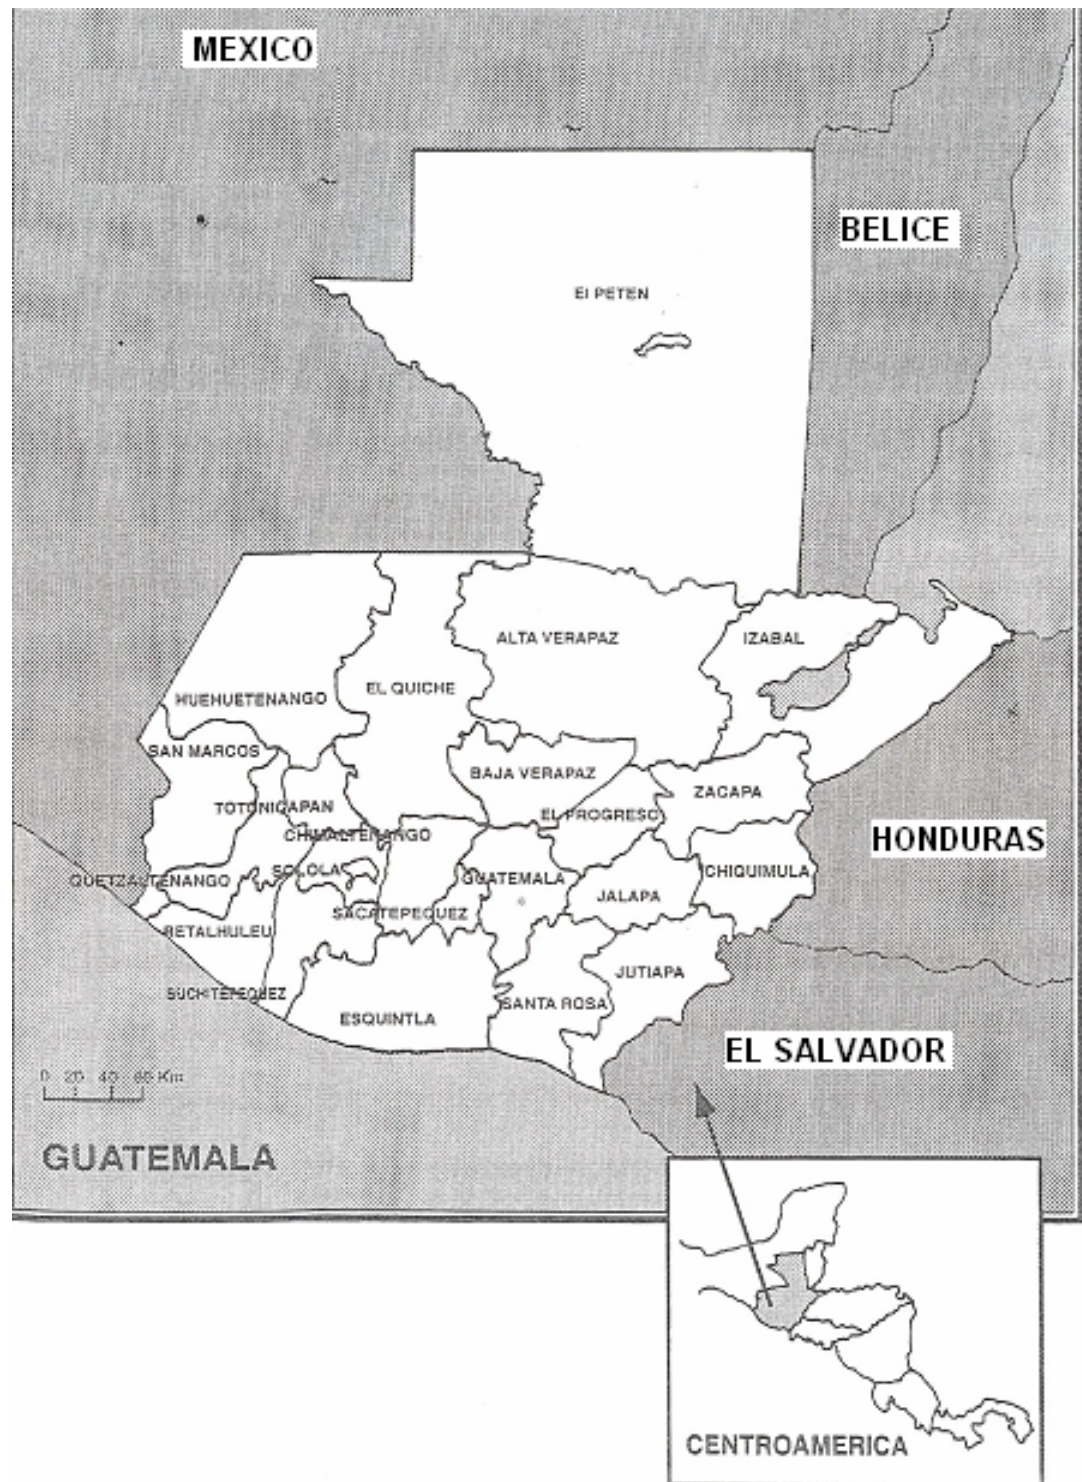 MEXICO
BELICE
El PETEN
ALTA VERAPAZ
IZABAL
EL QUICHE
HUEHUETENANGO
SAN MARCOS
BAJA VERAPAZ
ZACAPA
TOTONICAPAN
EL PROGRESO
CHIMALTENANGO
HONDURAS
SOLOLA
CHIQUIMULA
QUETZALTENANGO
GUATEMALA
JALAPA
SACATEPEQUEZ
RETALHULEU
JUTIAPA
SUCHITEPEQUEZ
SANTA ROSA
ESQUINTLA
EL SALVADOR
0 20 40 60 Km
GUATEMALA
CENTROAMERICA